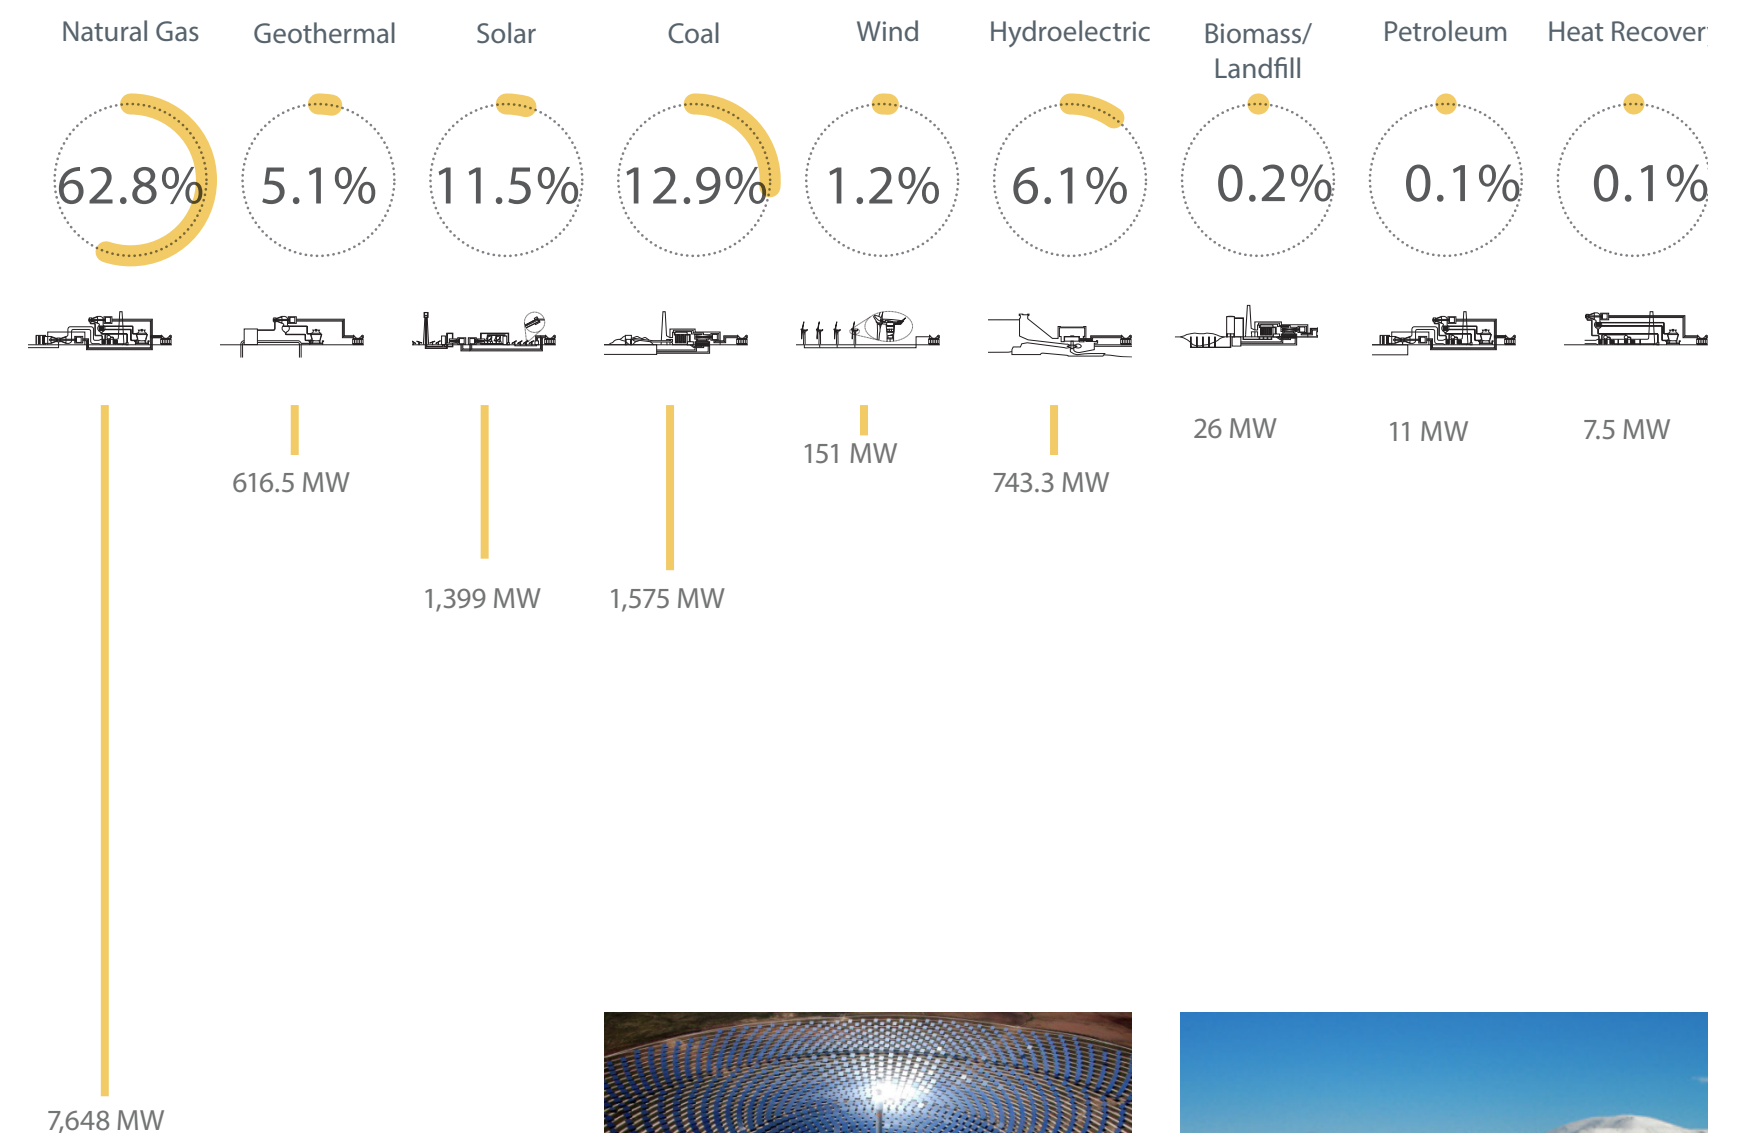 Natural Gas
Geothermal
Solar
Coal
Wind
Hydroelectric
Biomass/
Landfill
Petroleum
Heat Recover
62.8%
5.1%
11.5%
12.9%
1.2%
6.1%
0.2%
0.1%
0.1%
7,648 MW
616.5 MW
1,399 MW
1,575 MW
151 MW
743.3 MW
26 MW
11 MW
7.5 MW